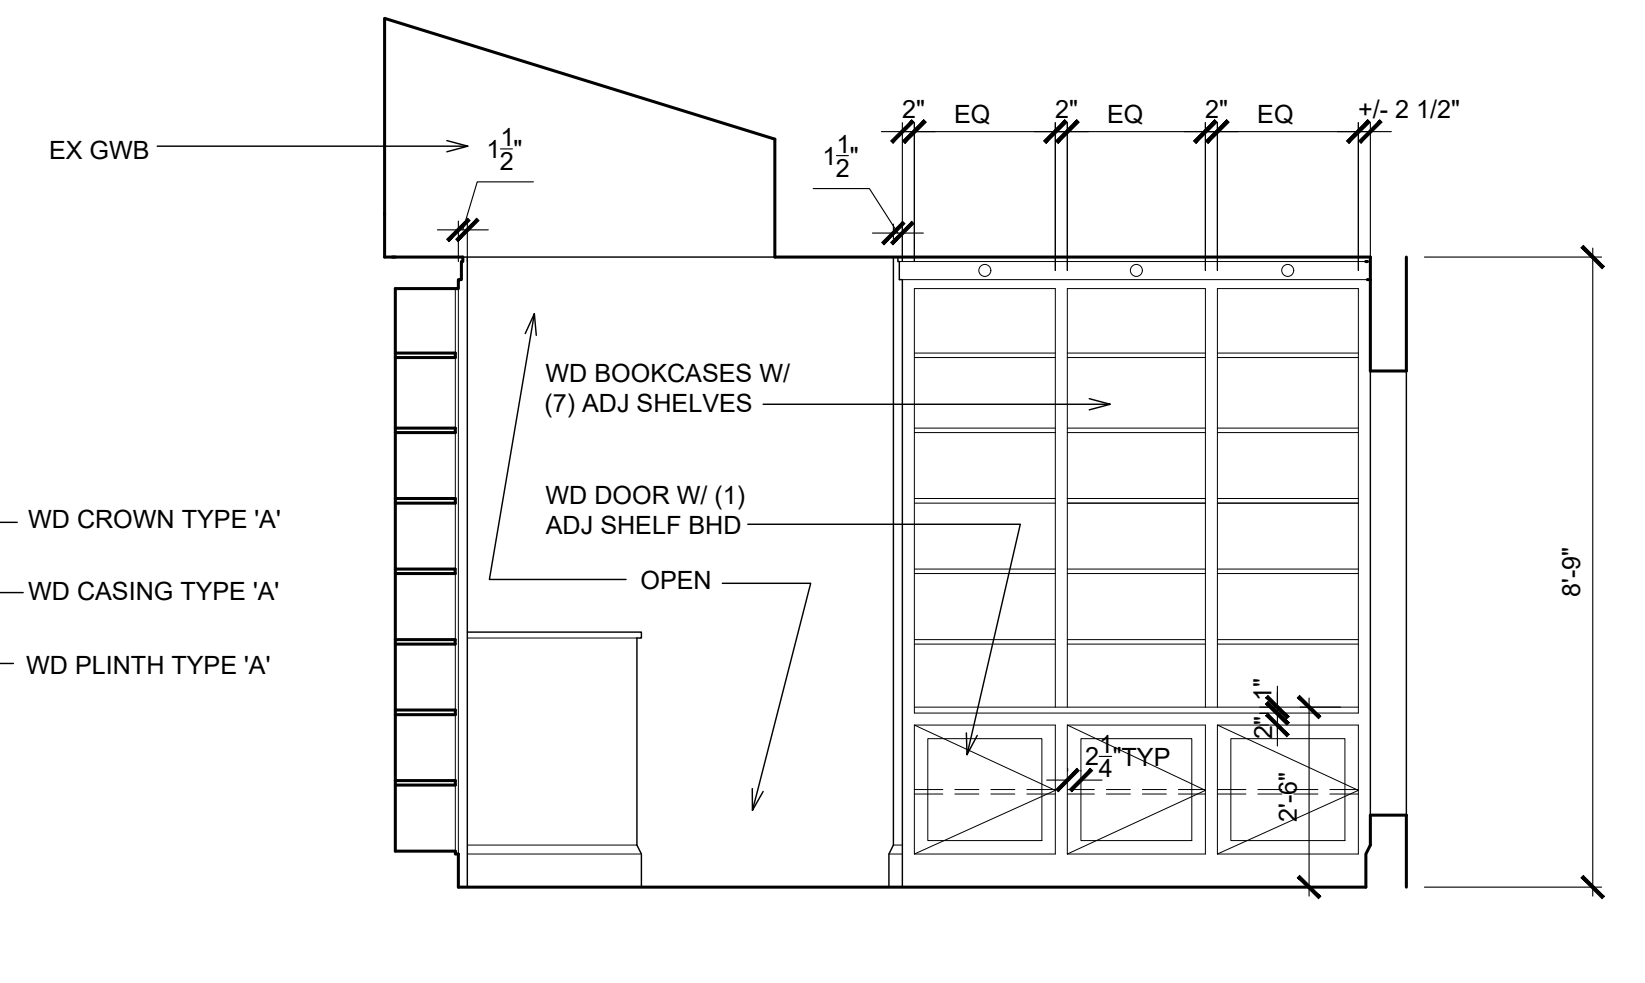 2" EQ 2" EQ 2" EQ +/- 2 1/2"
EX GWB
1 1/2"
1 1/2"
WD BOOKCASES W/
(7) ADJ SHELVES
WD DOOR W/ (1)
ADJ SHELF BHD
WD CROWN TYPE 'A'
OPEN
WD CASING TYPE 'A'
8'-9"
WD PLINTH TYPE 'A'
1"
2"
2 1/4"TYP
2'-6"